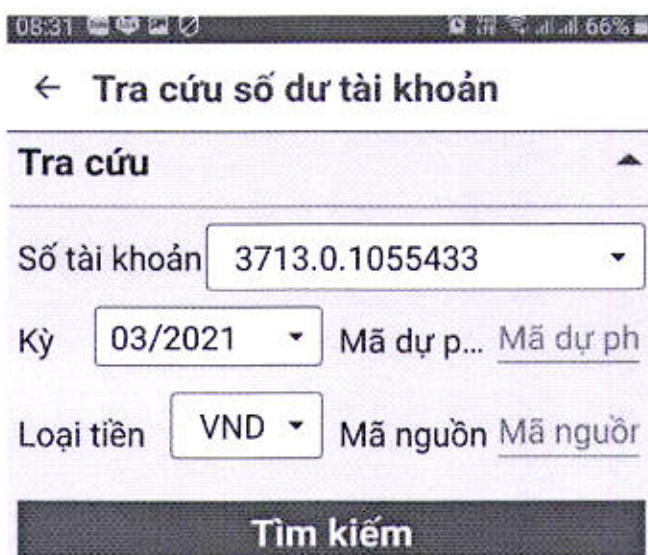 08:31 66%
Tra cứu số dư tài khoản
Tra cứu
Số tài khoản 3713.0.1055433
Kỳ 03/2021 Mã dự p... Mã dự ph
Loại tiền VND Mã nguồn Mã nguồr
Tìm kiếm